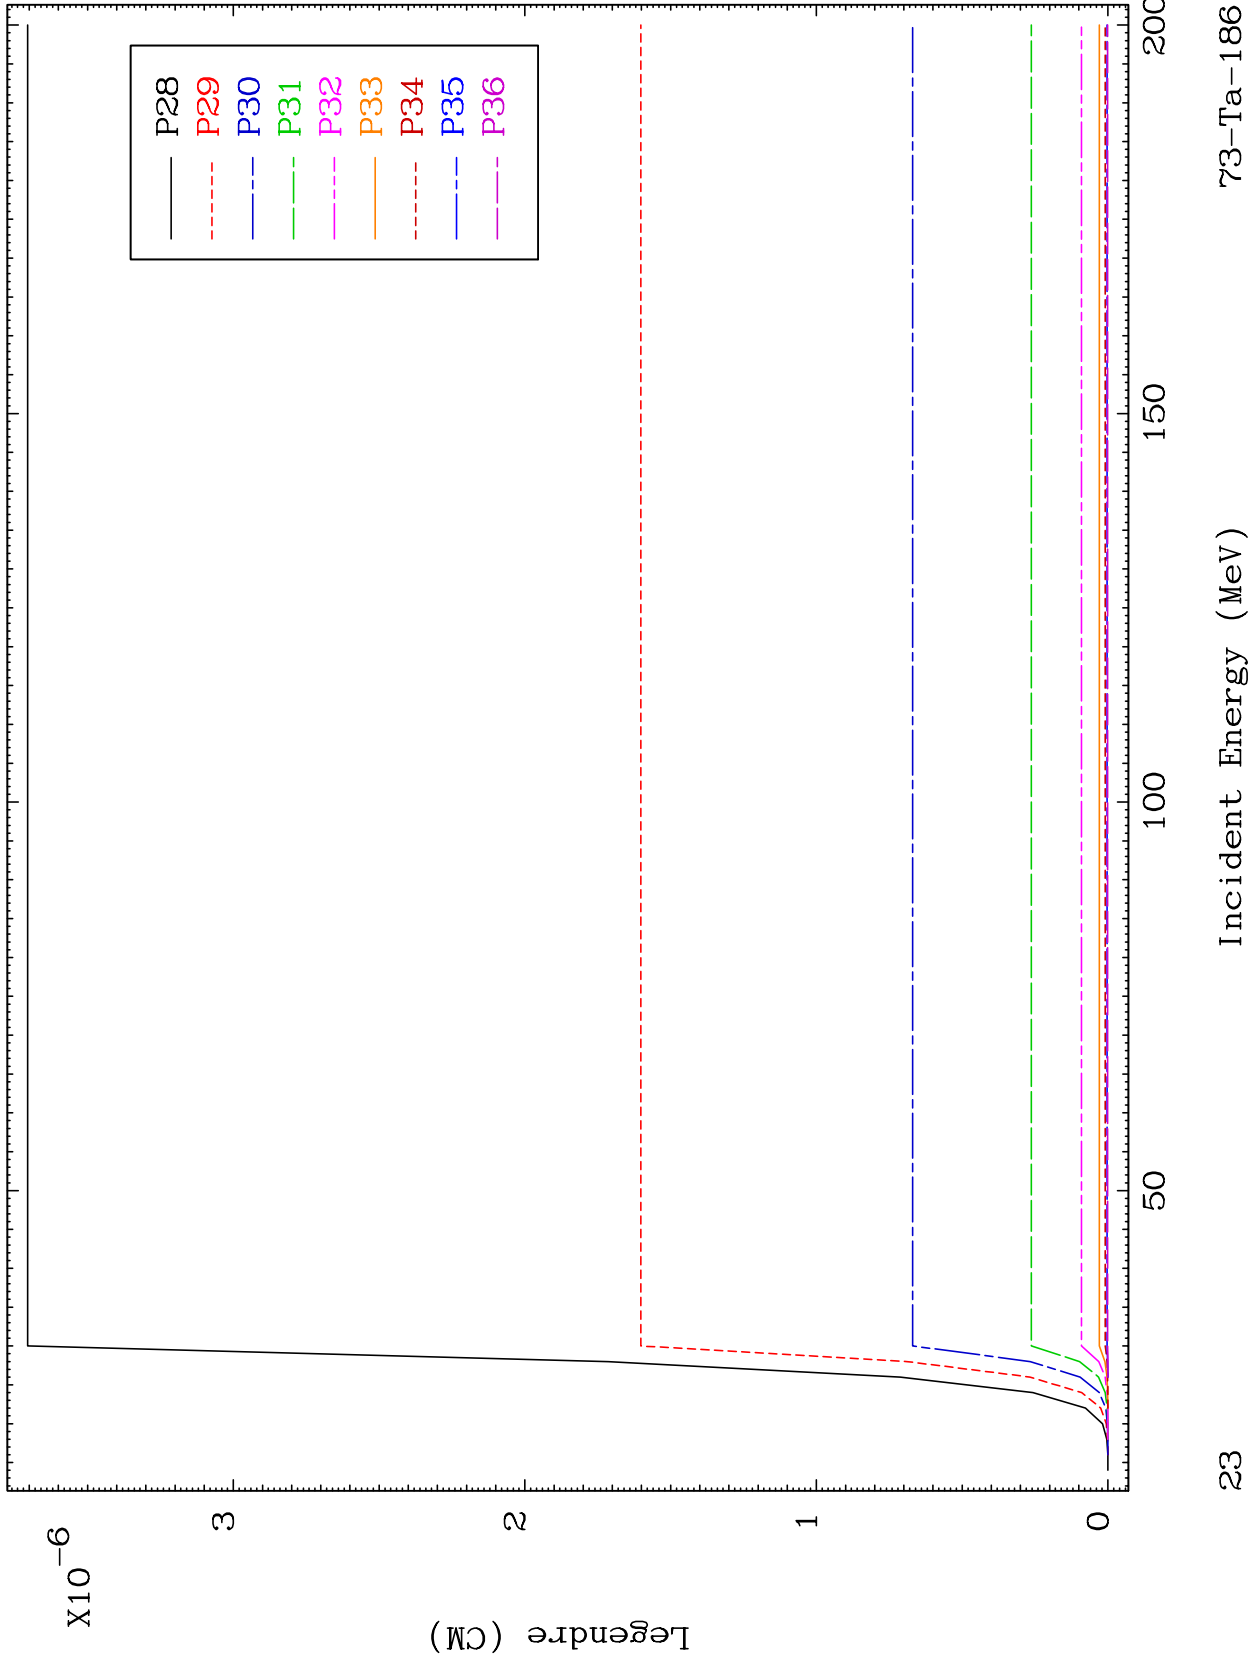 X10⁻⁶
3
2
1
0
Legendre (CM)
P28
P29
P30
P31
P32
P33
P34
P35
P36
50
100
150
200
Incident Energy (MeV)
23
73-Ta-186